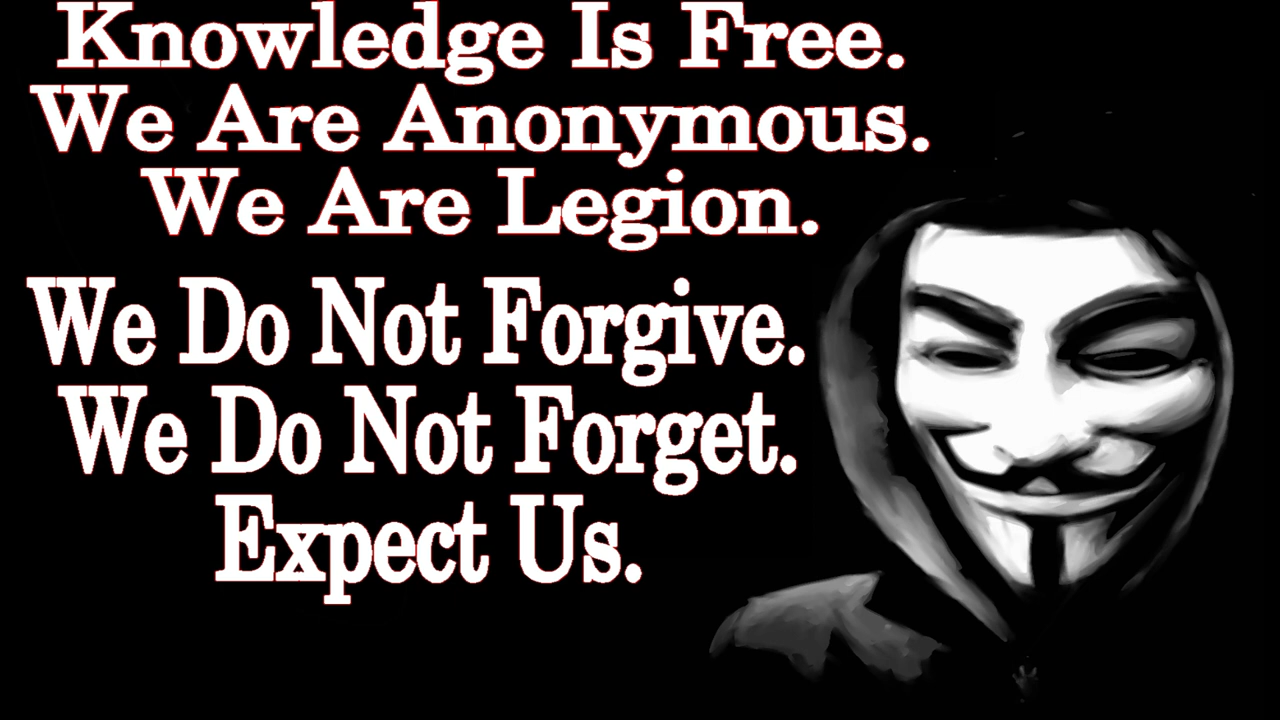 Knowledge Is Free.
We Are Anonymous.
We Are Legion.
We Do Not Forgive.
We Do Not Forget.
Expect Us.